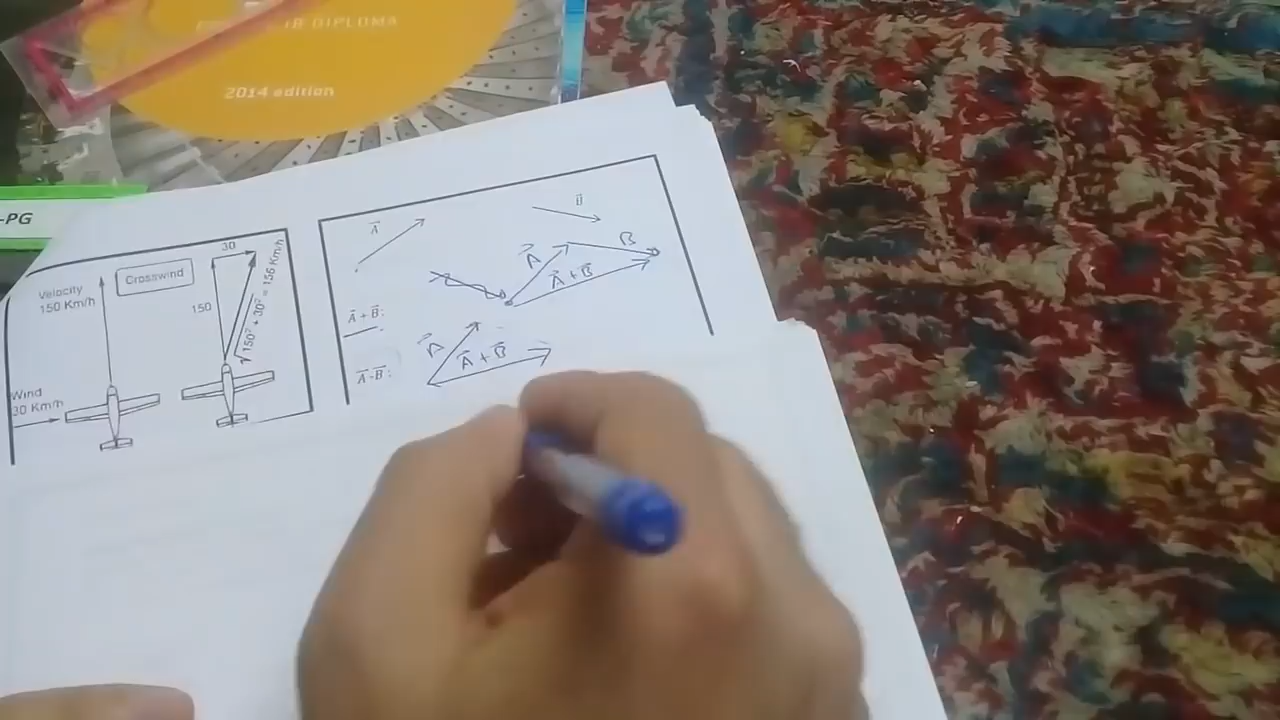 IB DIPLOMA
2014 edition
-PG
Velocity
150 Km/h
Crosswind
30
150
√150² + 30² = 156 Km/h
Wind
30 Km/h
A⃗
B⃗
A⃗
B
A⃗ + B⃗
A⃗ + B⃗:
A⃗
A⃗ + B⃗
A⃗-B⃗: